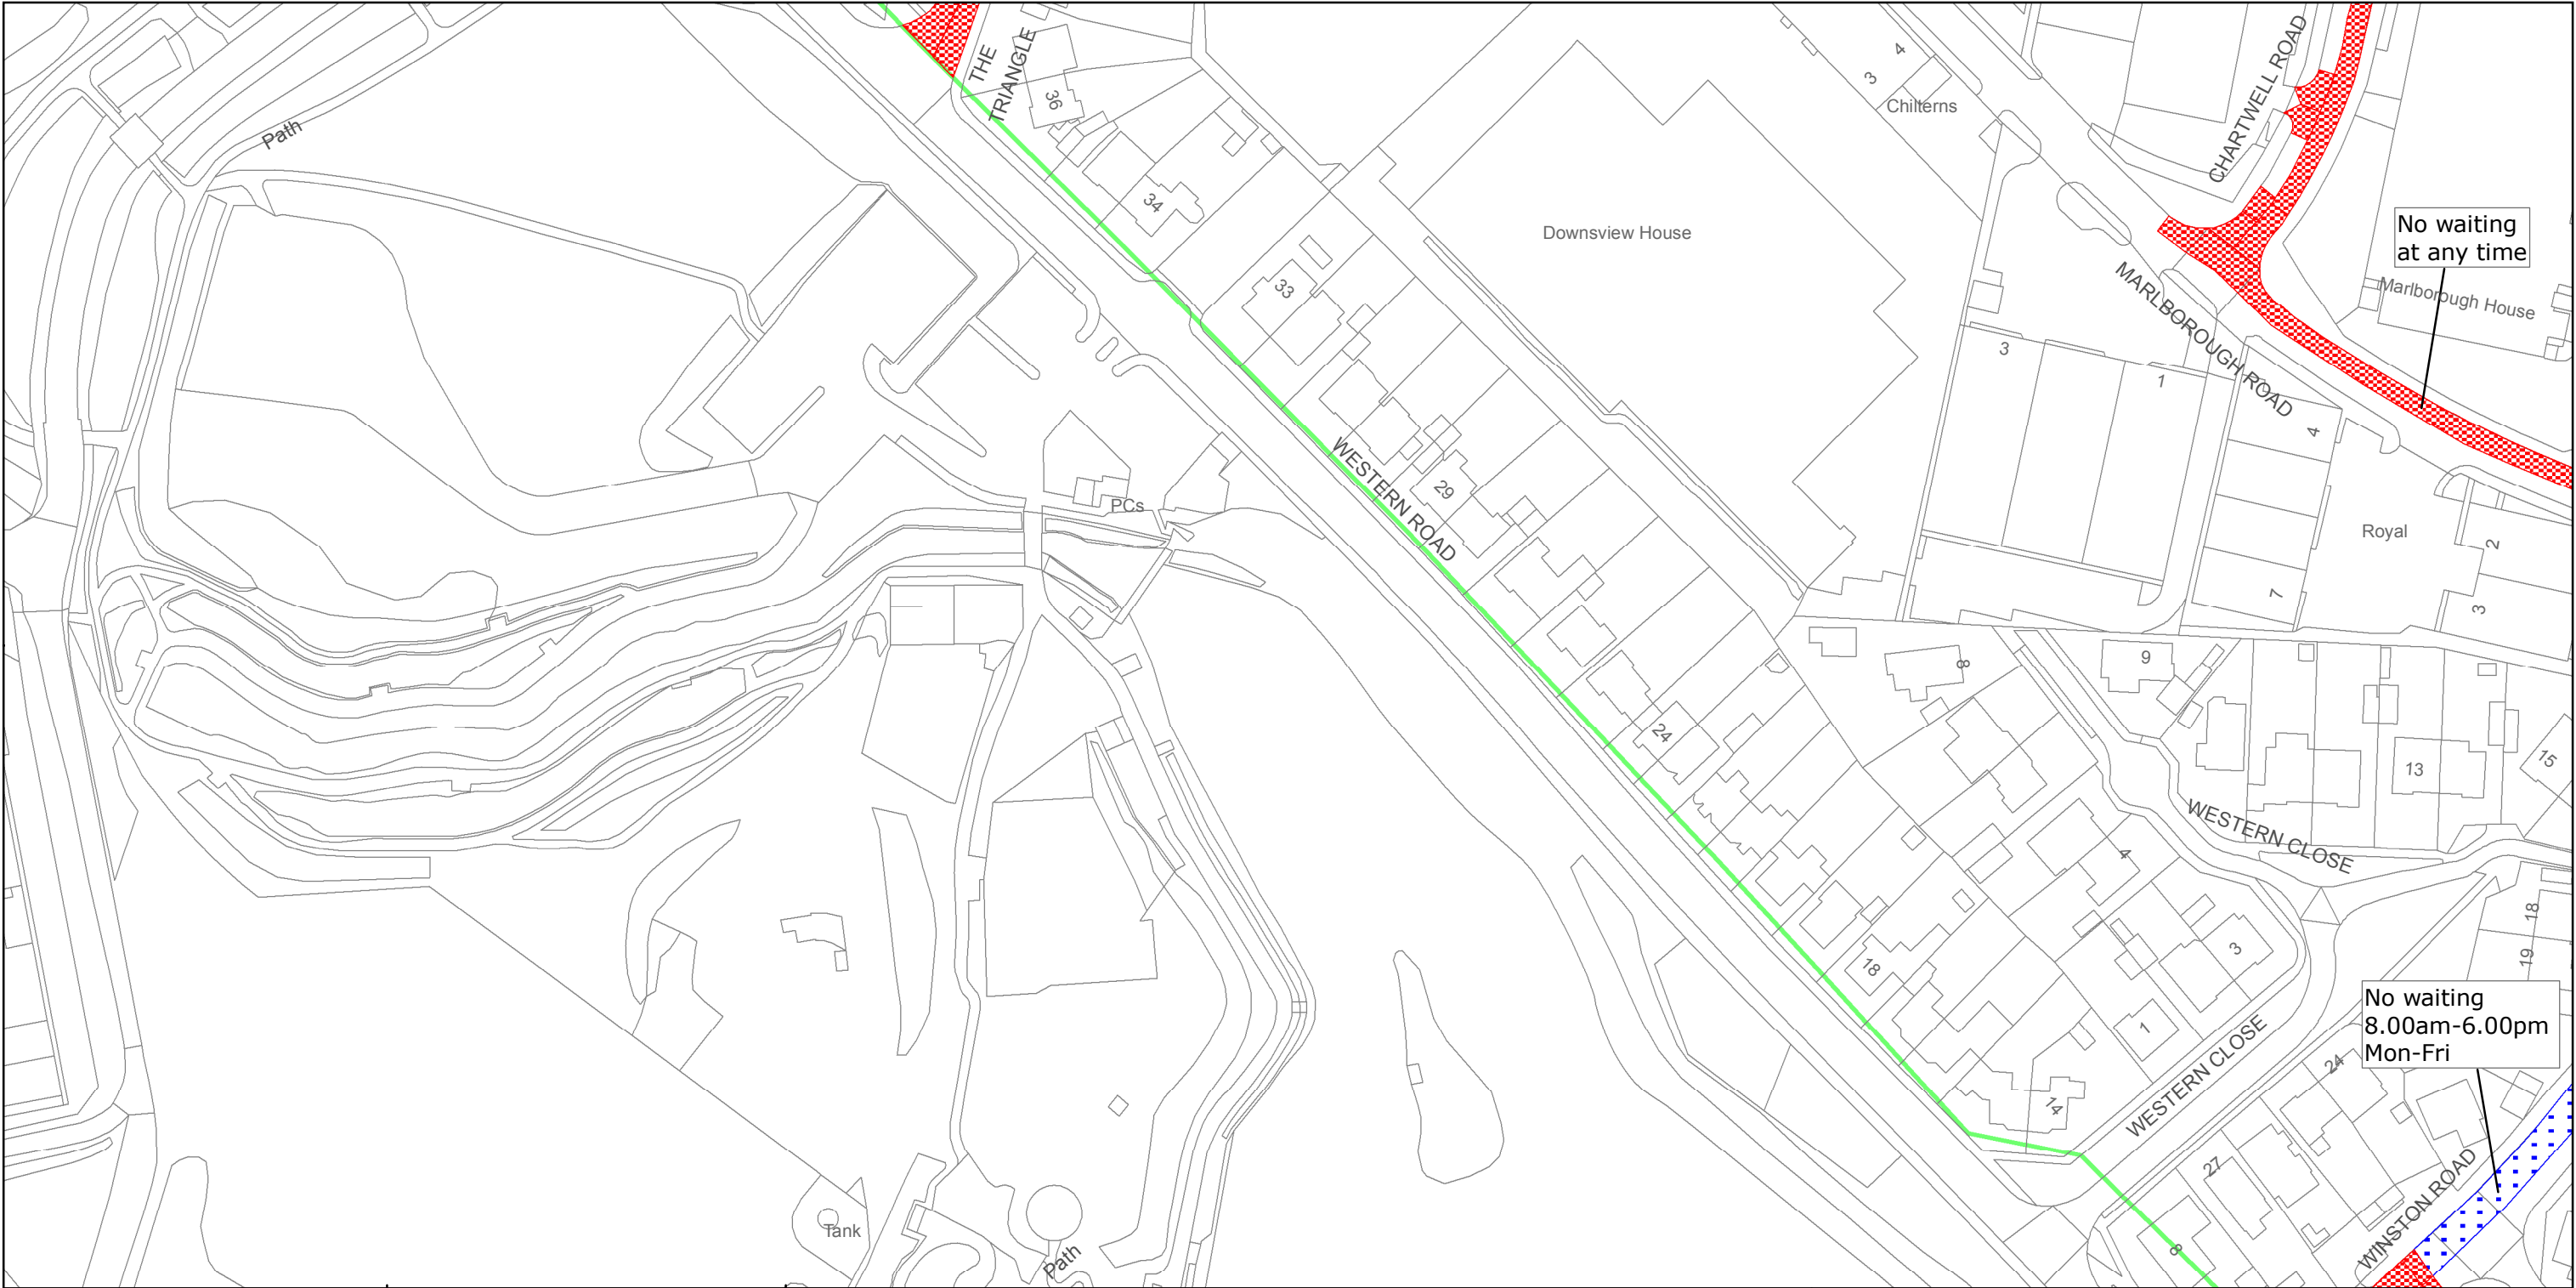 THE
TRIANGLE
36
4
3
Chilterns
CHARTWELL ROAD
Path
34
Downsview House
No waiting
at any time
33
MARLBOROUGH ROAD
Marlborough House
3
1
4
WESTERN ROAD
29
PCs
Royal
2
7
3
8
9
24
13
15
WESTERN CLOSE
4
18
3
19
18
No waiting
8.00am-6.00pm
Mon-Fri
1
WESTERN CLOSE
24
14
27
WINSTON ROAD
Tank
Path
8